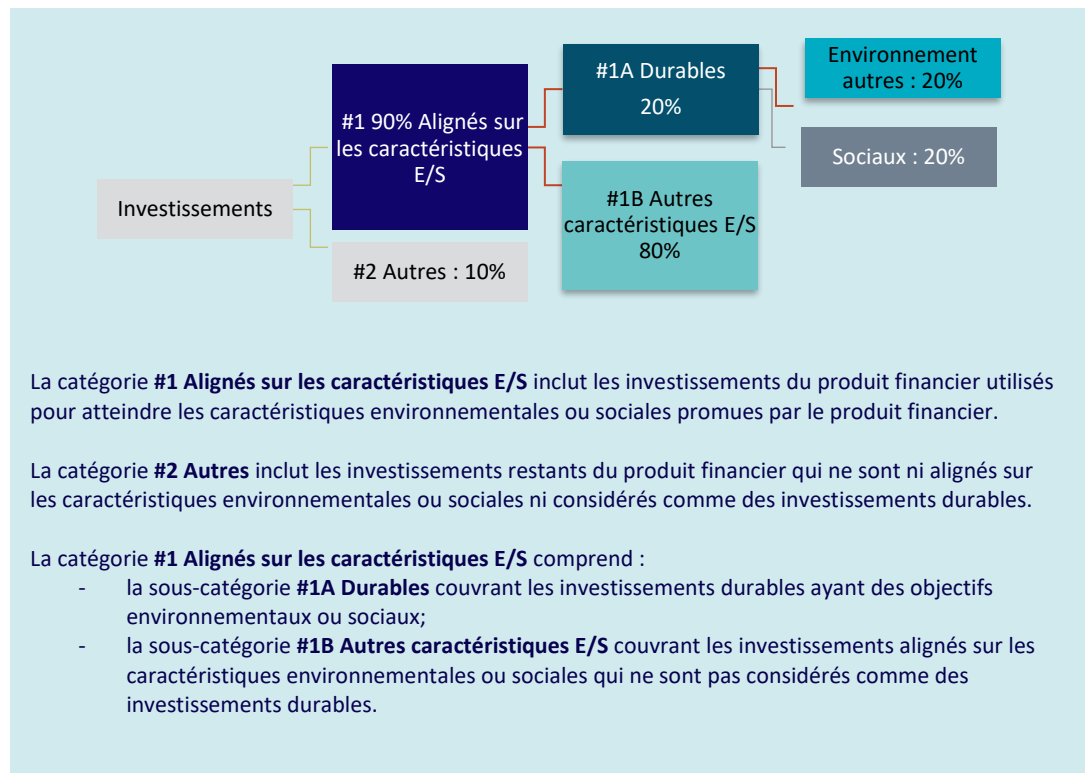 Investissements
#1 90% Alignés sur
les caractéristiques
E/S
#2 Autres : 10%
#1A Durables
20%
#1B Autres
caractéristiques E/S
80%
Environnement
autres : 20%
Sociaux : 20%
La catégorie #1 Alignés sur les caractéristiques E/S inclut les investissements du produit financier utilisés
pour atteindre les caractéristiques environnementales ou sociales promues par le produit financier.
La catégorie #2 Autres inclut les investissements restants du produit financier qui ne sont ni alignés sur
les caractéristiques environnementales ou sociales ni considérés comme des investissements durables.
La catégorie #1 Alignés sur les caractéristiques E/S comprend :
- la sous-catégorie #1A Durables couvrant les investissements durables ayant des objectifs
environnementaux ou sociaux;
- la sous-catégorie #1B Autres caractéristiques E/S couvrant les investissements alignés sur les
caractéristiques environnementales ou sociales qui ne sont pas considérés comme des
investissements durables.